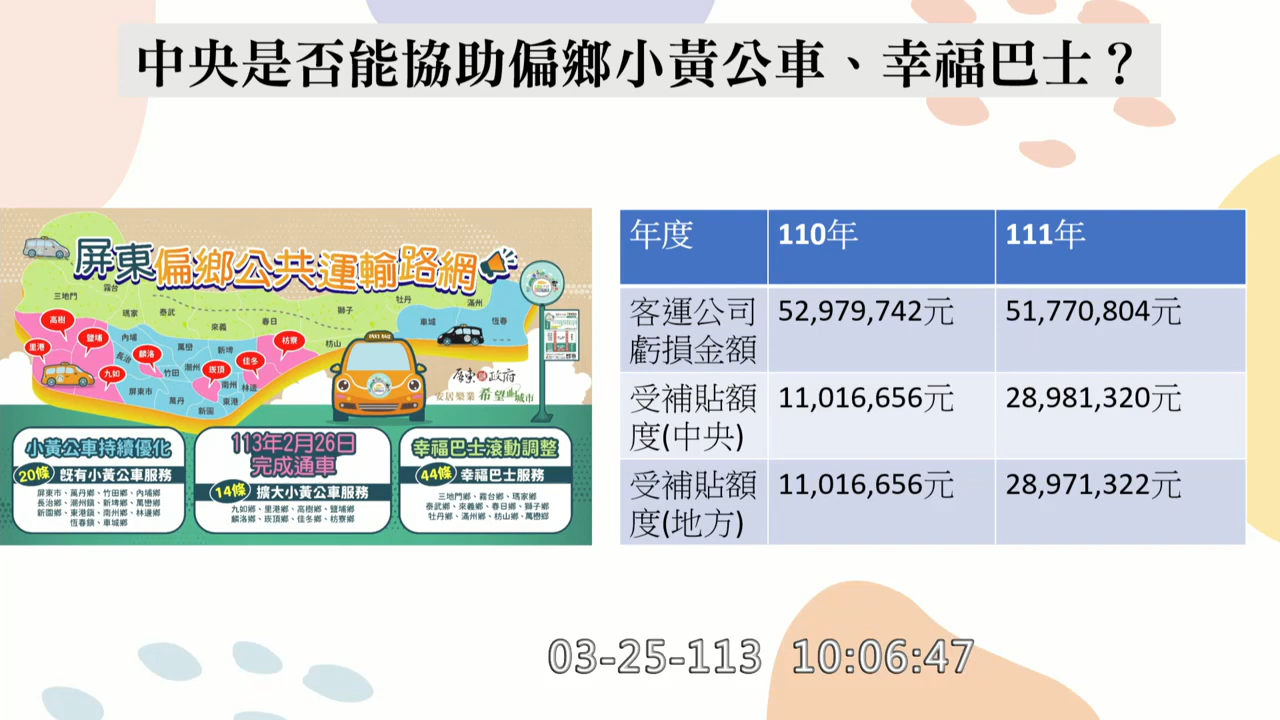 中央是否能協助偏鄉小黃公車、幸福巴士？
屏東偏鄉公共運輸路網
三地門
霧台
瑪家
泰武
來義
春日
獅子
牡丹
滿州
高樹
鹽埔
里港
九如
內埔
長治
麟洛
竹田
萬巒
潮州
新埤
崁頂
佳冬
枋寮
枋山
車城
恆春
屏東市
萬丹
新園
南州
林邊
東港
屏東縣政府
安居樂業 希望城市
小黃公車持續優化
20條 既有小黃公車服務
屏東市、萬丹鄉、竹田鄉、內埔鄉
長治鄉、潮州鎮、新埤鄉、萬巒鄉
新園鄉、東港鎮、南州鄉、林邊鄉
恆春鎮、車城鄉
113年2月26日
完成通車
14條 擴大小黃公車服務
九如鄉、里港鄉、高樹鄉、鹽埔鄉
麟洛鄉、崁頂鄉、佳冬鄉、枋寮鄉
幸福巴士滾動調整
44條 幸福巴士服務
三地門鄉、霧台鄉、瑪家鄉
泰武鄉、來義鄉、春日鄉、獅子鄉
牡丹鄉、滿州鄉、枋山鄉、萬巒鄉
年度 110年 111年
客運公司虧損金額 52,979,742元 51,770,804元
受補貼額度(中央) 11,016,656元 28,981,320元
受補貼額度(地方) 11,016,656元 28,971,322元
03-25-113 10:06:47